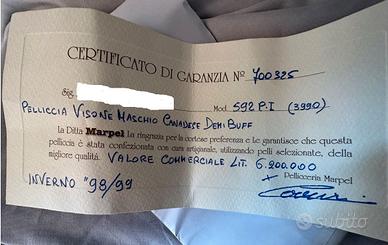 CERTIFICATO DI GARANZIA Nº 700325
Sig.
Mod. 592 P.I (3990)
PELLICCIA VISONE MASCHIO CANADESE DEMI BUFF
La Ditta Marpel La ringrazia per la cortese preferenza e Le garantisce che questa
pelliccia è stata confezionata con cura artigianale, utilizzando pelli selezionate, della
migliore qualità. VALORE COMMERCIALE LIT. 6.200.000
INVERNO "98/99
Pellicceria Marpel
subito